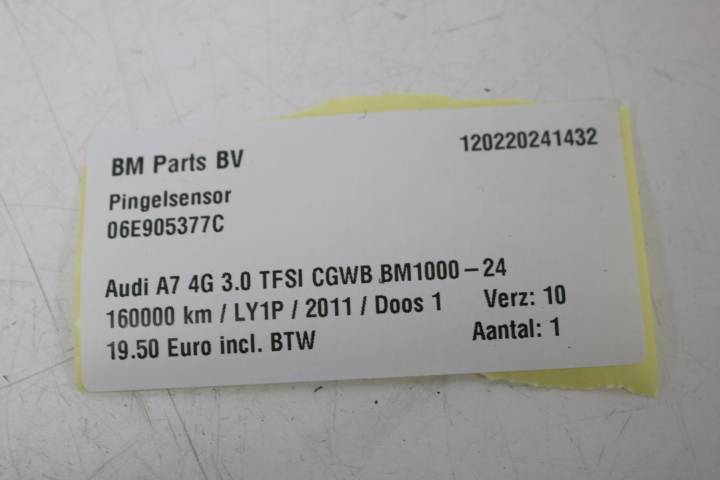 BM Parts BV 120220241432
Pingelsensor
06E905377C
Audi A7 4G 3.0 TFSI CGWB BM1000-24
160000 km / LY1P / 2011 / Doos 1 Verz: 10
19.50 Euro incl. BTW Aantal: 1